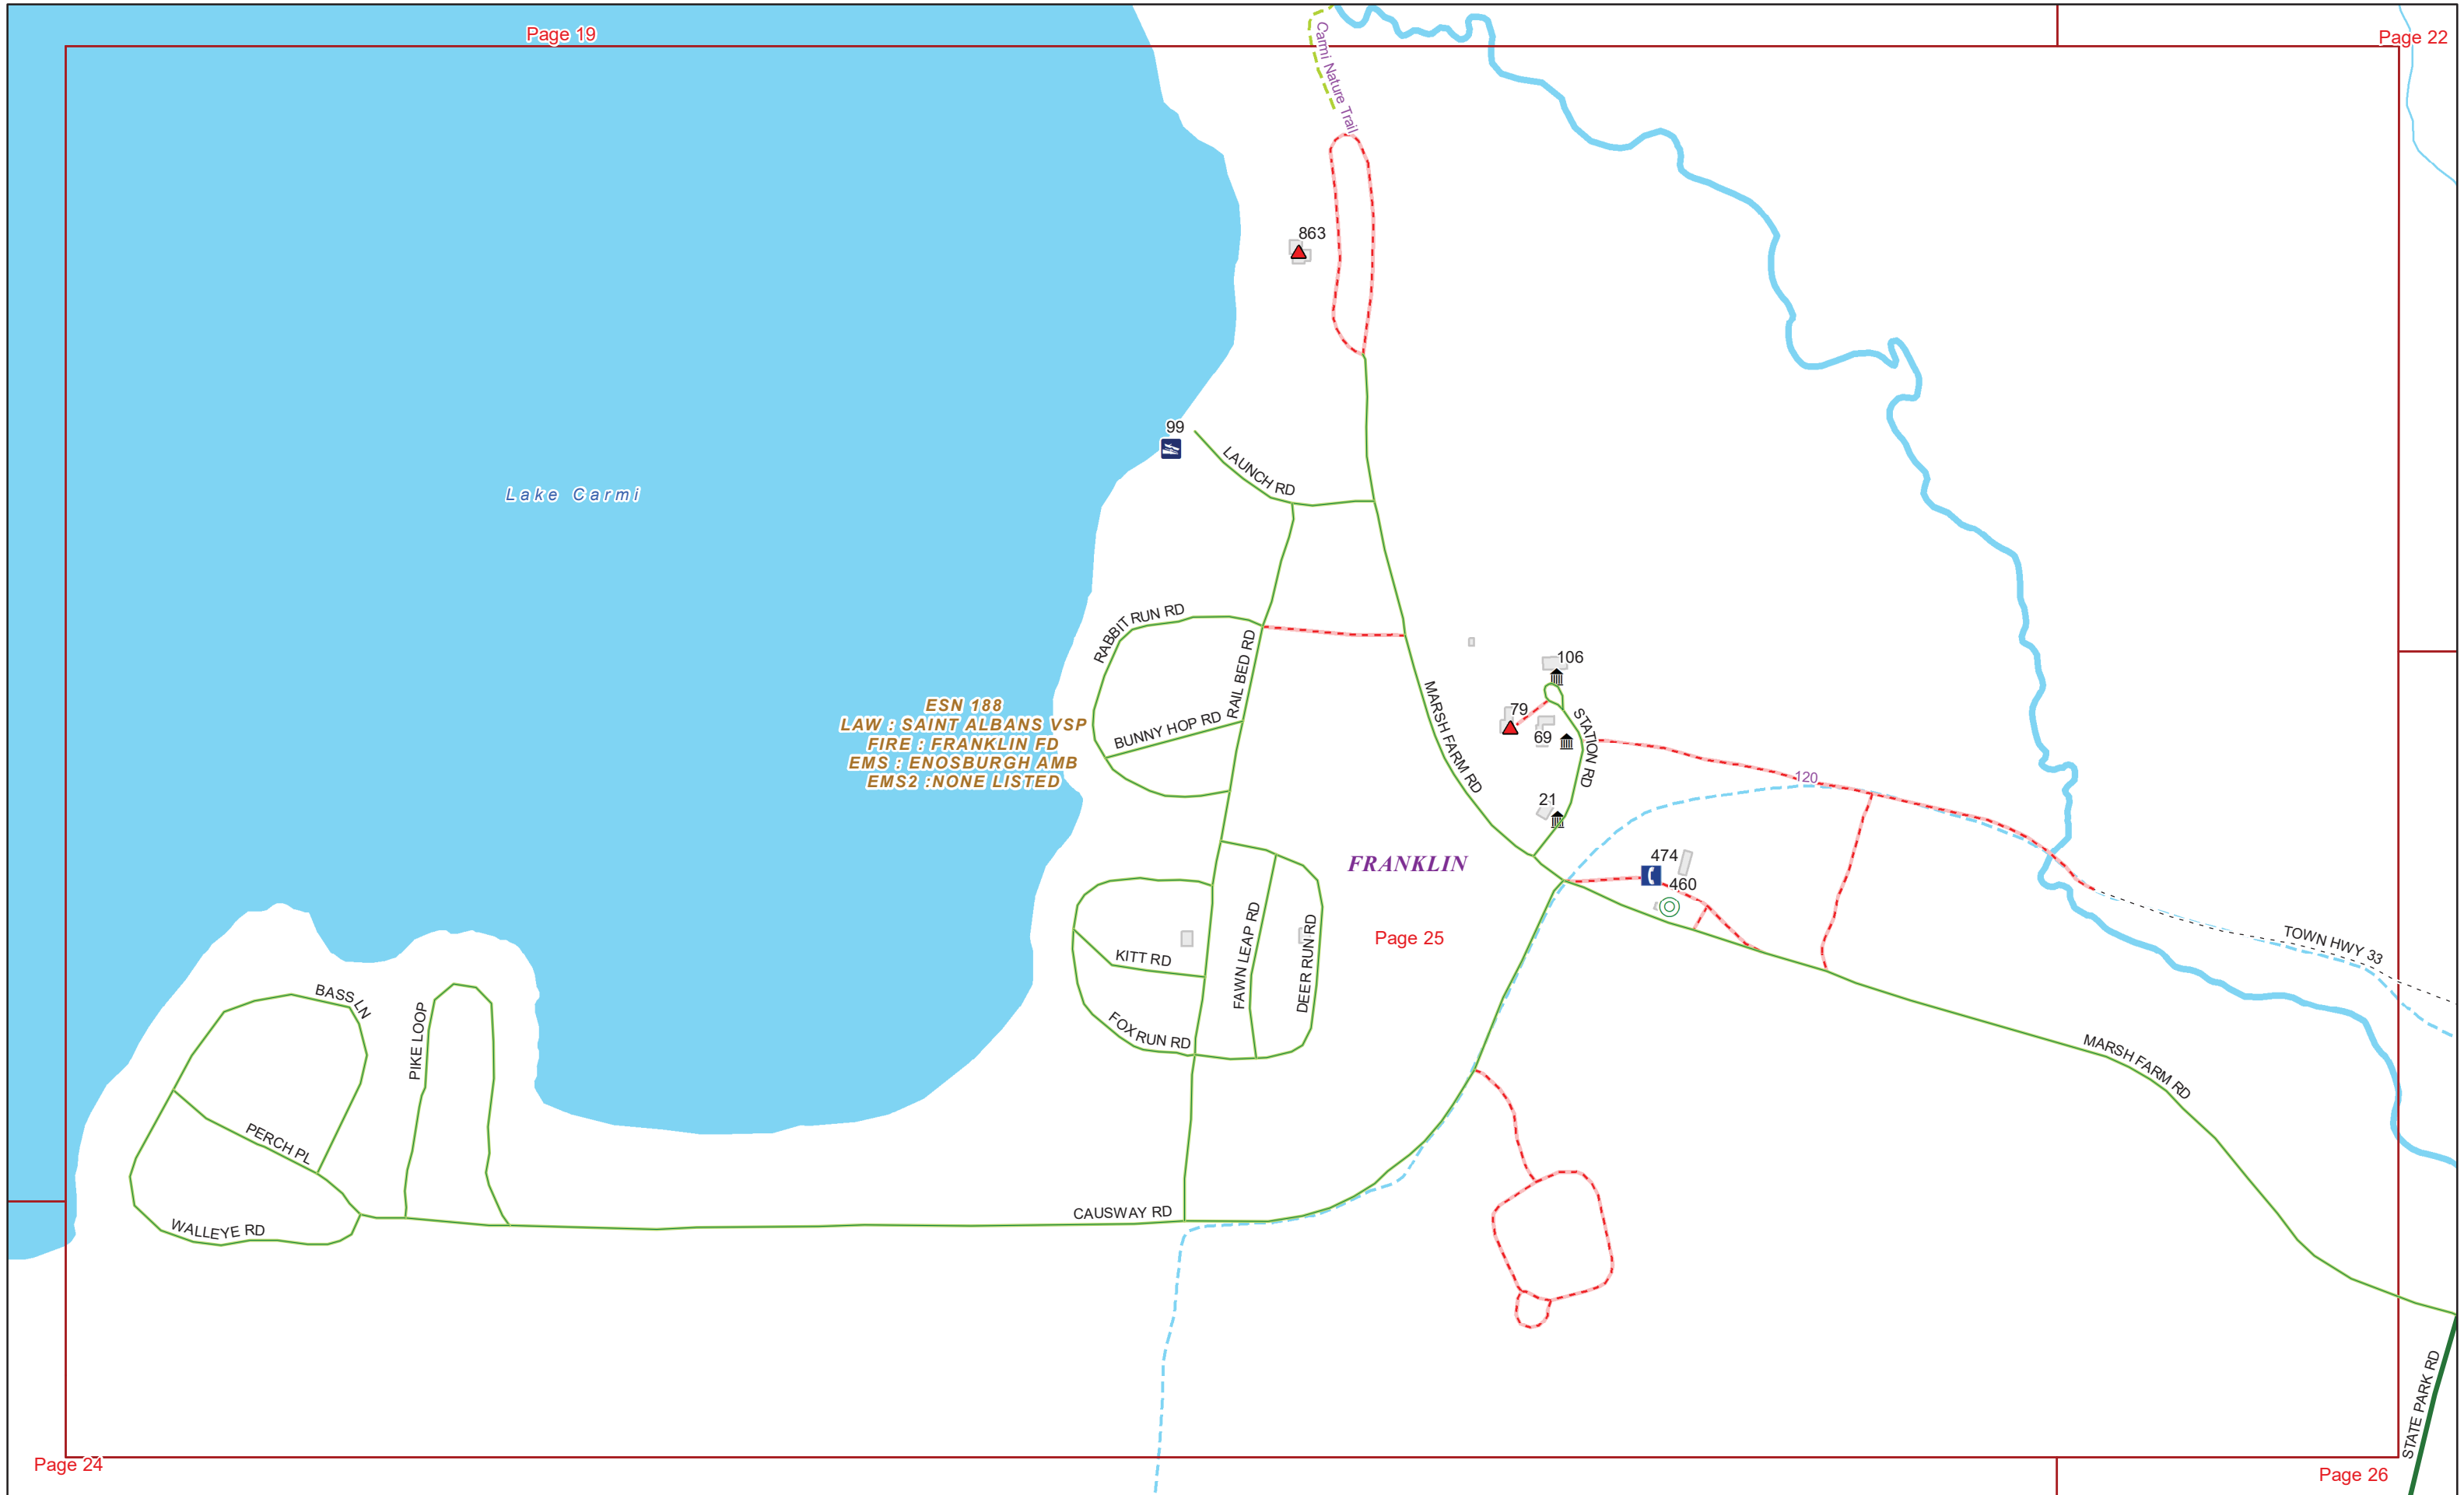 Page 19
Page 22
Carmi Nature Trail
863
99
LAUNCH RD
Lake Carmi
RABBIT RUN RD
RAIL BED RD
BUNNY HOP RD
MARSH FARM RD
106
79
69
STATION RD
21
120
ESN 188
LAW : SAINT ALBANS VSP
FIRE : FRANKLIN FD
EMS : ENOSBURGH AMB
EMS2 :NONE LISTED
FRANKLIN
474
460
Page 25
KITT RD
FAWN LEAP RD
DEER RUN RD
FOX RUN RD
TOWN HWY 33
MARSH FARM RD
BASS LN
PIKE LOOP
PERCH PL
WALLEYE RD
CAUSWAY RD
STATE PARK RD
Page 24
Page 26